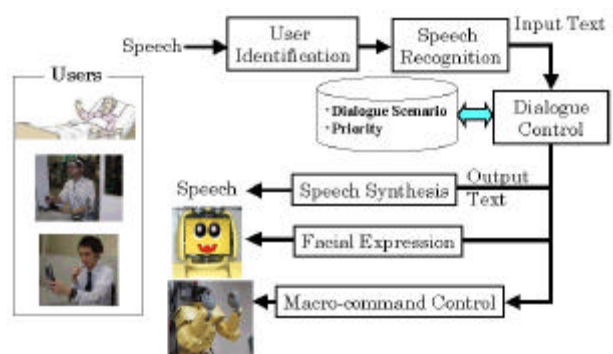 Speech
User
Identification
Speech
Recognition
Input Text
Users
・Dialogue Scenario
・Priority
Dialogue
Control
Speech
Speech Synthesis
Output
Text
Facial Expression
Macro-command Control